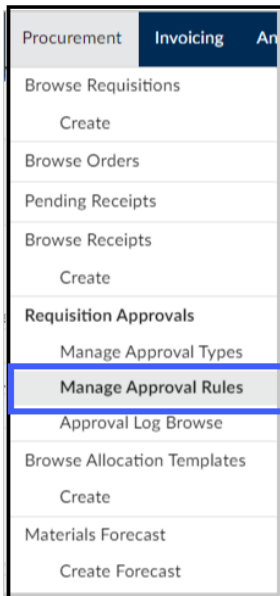 Procurement Invoicing An
Browse Requisitions
Create
Browse Orders
Pending Receipts
Browse Receipts
Create
Requisition Approvals
Manage Approval Types
Manage Approval Rules
Approval Log Browse
Browse Allocation Templates
Create
Materials Forecast
Create Forecast